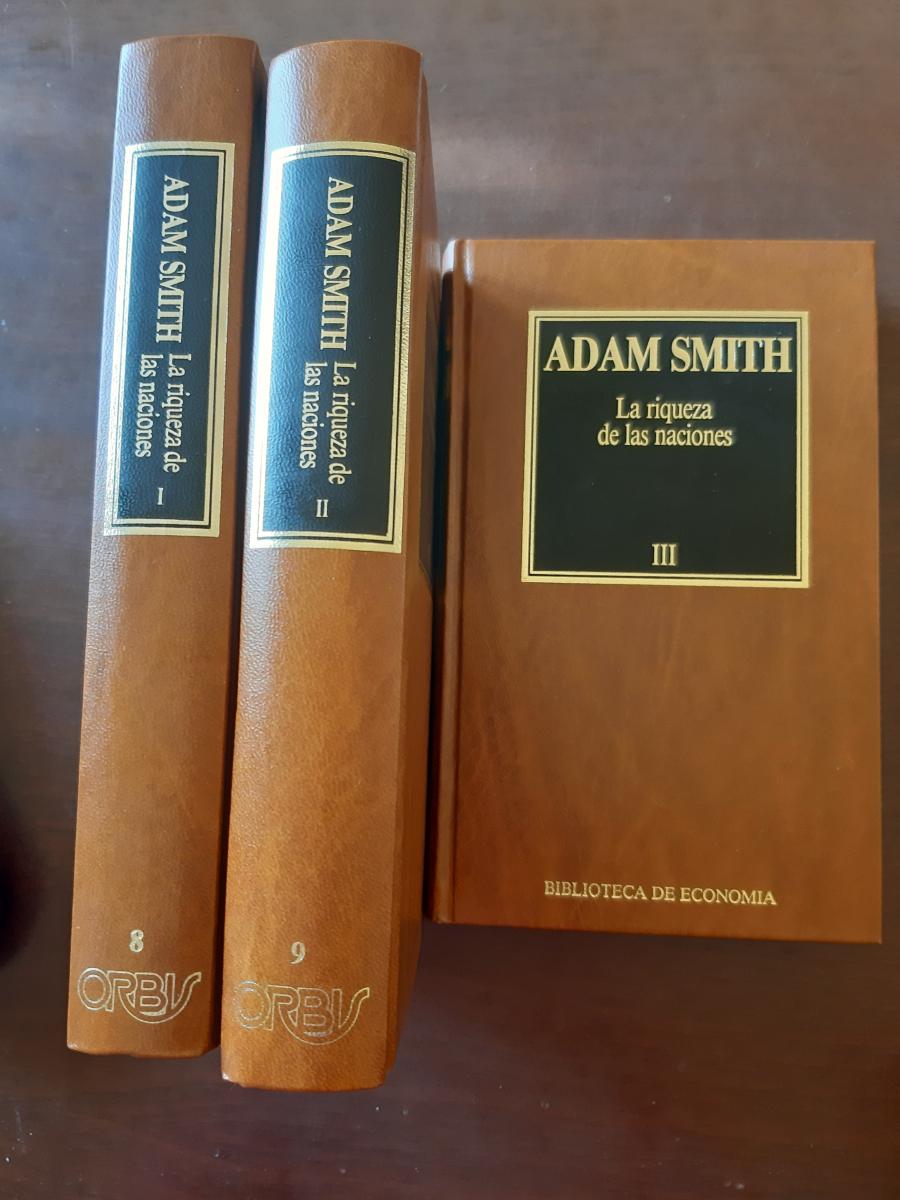 ADAM SMITH
La riqueza de
las naciones
I
8
ORBIS
ADAM SMITH
La riqueza de
las naciones
II
9
ORBIS
ADAM SMITH
La riqueza
de las naciones
III
BIBLIOTECA DE ECONOMIA